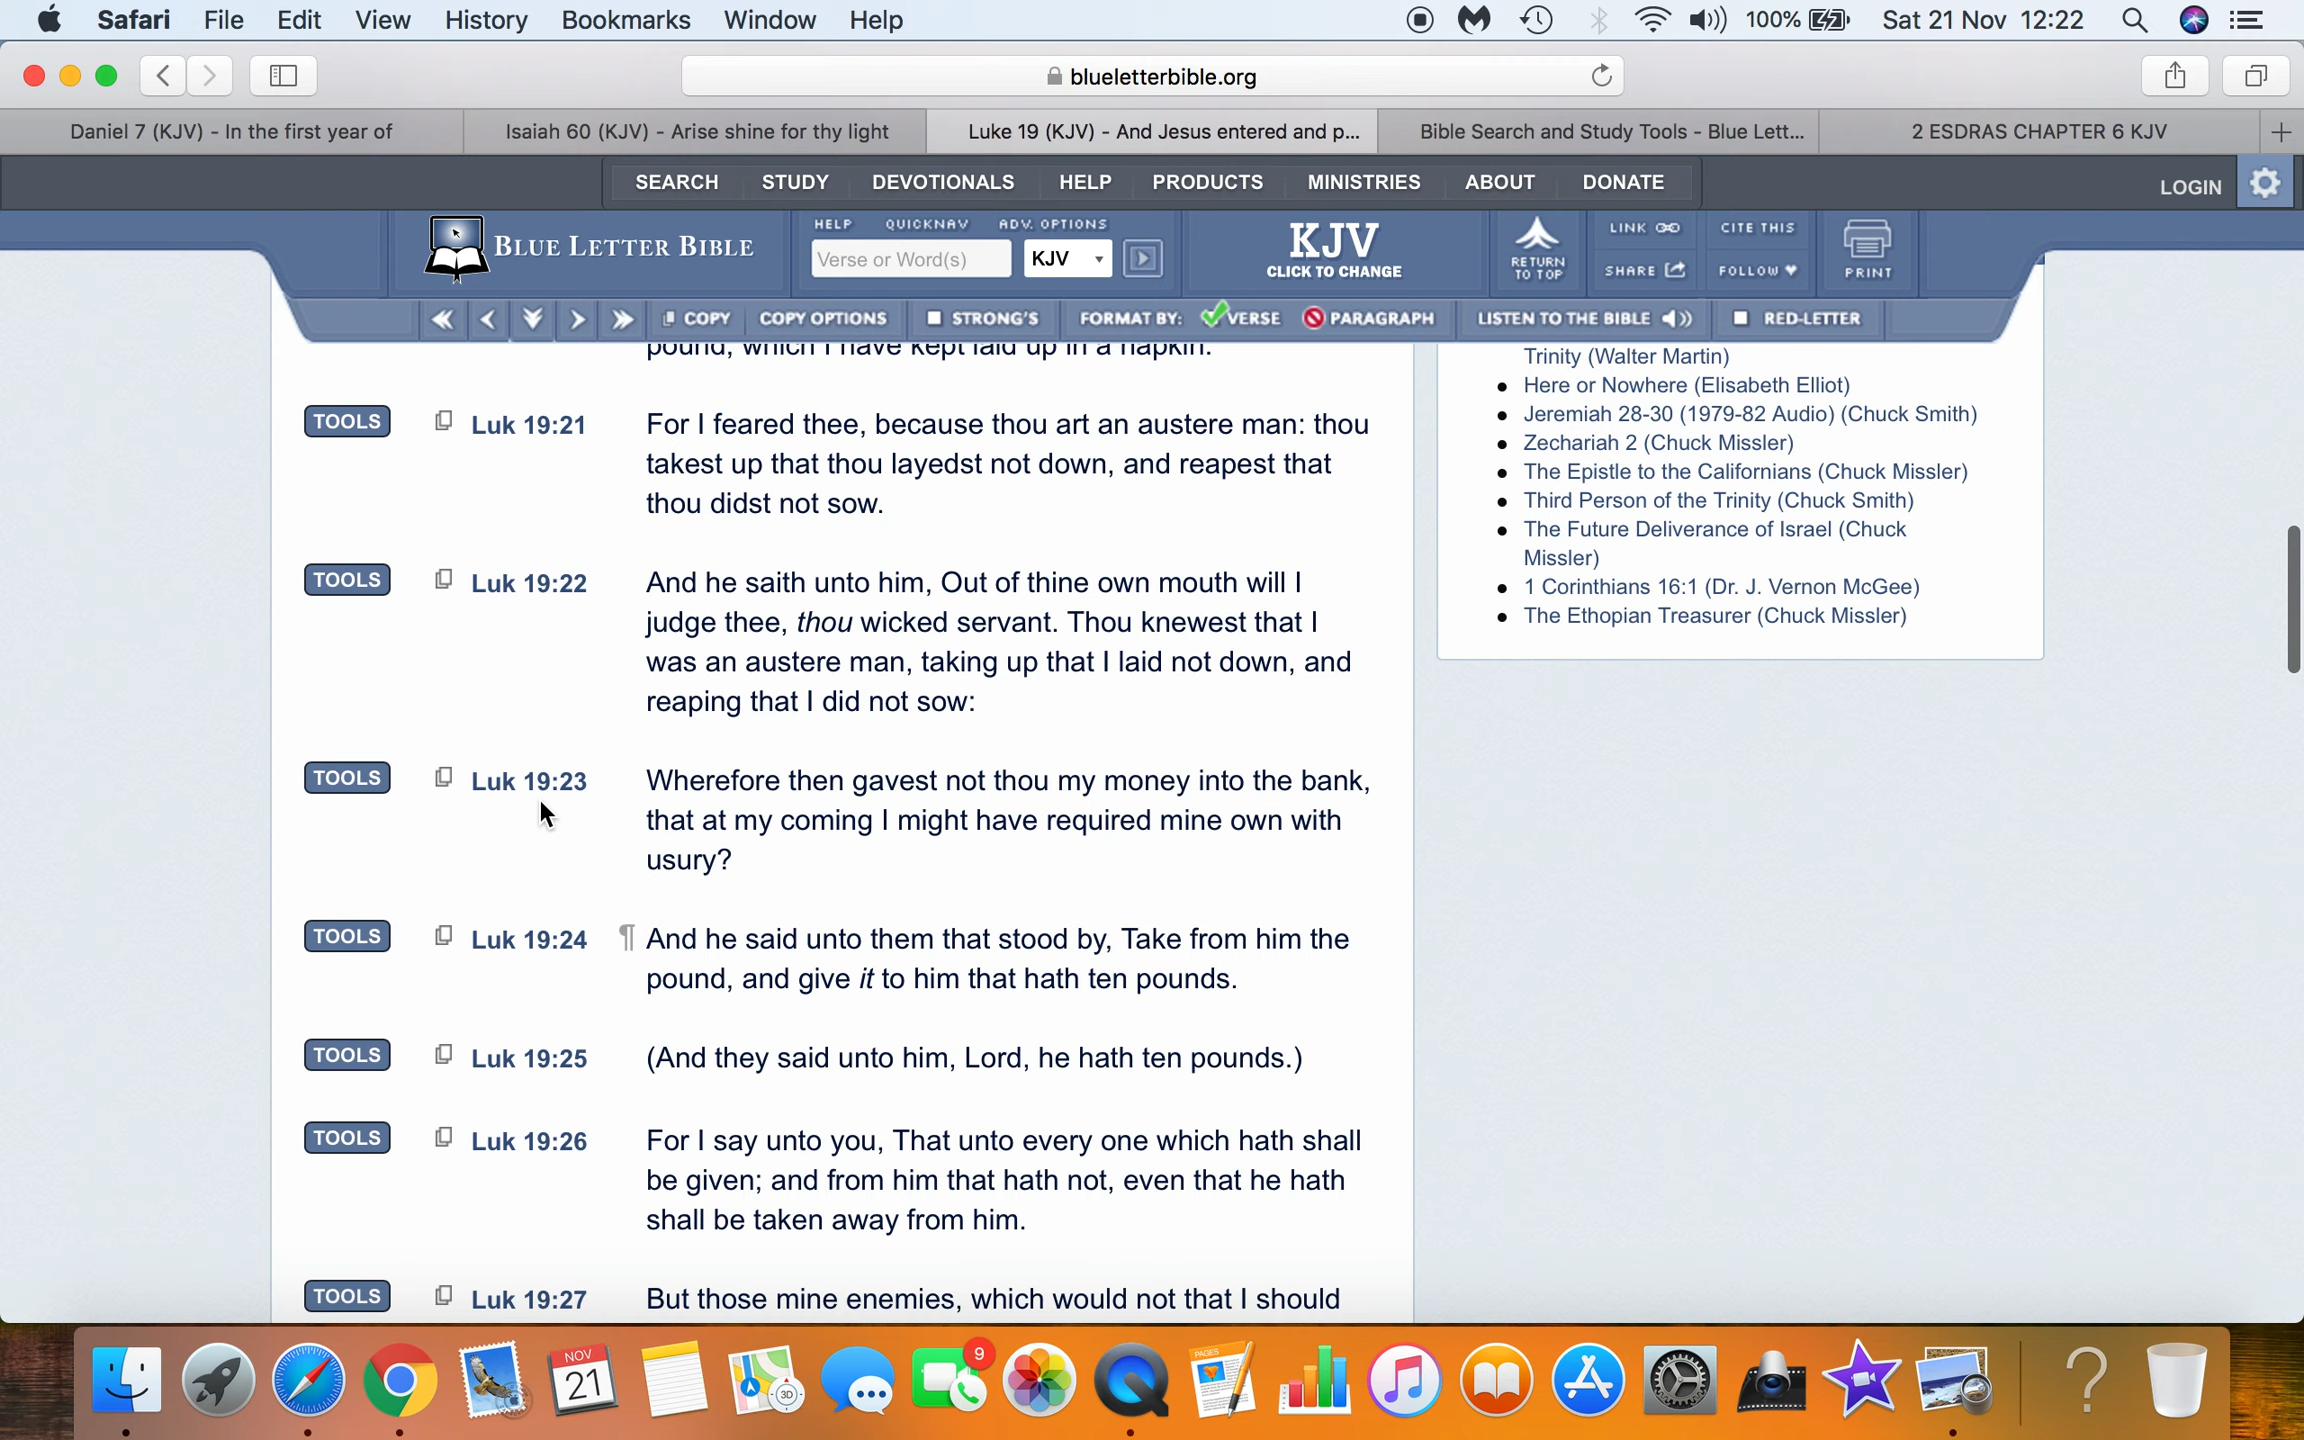 Safari File Edit View History Bookmarks Window Help 100% Sat 21 Nov 12:22
blueletterbible.org
Daniel 7 (KJV) - In the first year of
Isaiah 60 (KJV) - Arise shine for thy light
Luke 19 (KJV) - And Jesus entered and p...
Bible Search and Study Tools - Blue Lett...
2 ESDRAS CHAPTER 6 KJV
SEARCH STUDY DEVOTIONALS HELP PRODUCTS MINISTRIES ABOUT DONATE LOGIN
BLUE LETTER BIBLE
HELP QUICKNAV ADV. OPTIONS
Verse or Word(s) KJV
KJV
CLICK TO CHANGE
RETURN
TO TOP
LINK CITE THIS
SHARE FOLLOW
PRINT
COPY COPY OPTIONS STRONG'S FORMAT BY: VERSE PARAGRAPH LISTEN TO THE BIBLE RED-LETTER
pound, which I have kept laid up in a napkin.
TOOLS Luk 19:21 For I feared thee, because thou art an austere man: thou
takest up that thou layedst not down, and reapest that
thou didst not sow.
TOOLS Luk 19:22 And he saith unto him, Out of thine own mouth will I
judge thee, thou wicked servant. Thou knewest that I
was an austere man, taking up that I laid not down, and
reaping that I did not sow:
TOOLS Luk 19:23 Wherefore then gavest not thou my money into the bank,
that at my coming I might have required mine own with
usury?
TOOLS Luk 19:24 ¶ And he said unto them that stood by, Take from him the
pound, and give it to him that hath ten pounds.
TOOLS Luk 19:25 (And they said unto him, Lord, he hath ten pounds.)
TOOLS Luk 19:26 For I say unto you, That unto every one which hath shall
be given; and from him that hath not, even that he hath
shall be taken away from him.
TOOLS Luk 19:27 But those mine enemies, which would not that I should
Trinity (Walter Martin)
Here or Nowhere (Elisabeth Elliot)
Jeremiah 28-30 (1979-82 Audio) (Chuck Smith)
Zechariah 2 (Chuck Missler)
The Epistle to the Californians (Chuck Missler)
Third Person of the Trinity (Chuck Smith)
The Future Deliverance of Israel (Chuck
Missler)
1 Corinthians 16:1 (Dr. J. Vernon McGee)
The Ethopian Treasurer (Chuck Missler)
NOV
21
3D
9
PAGES